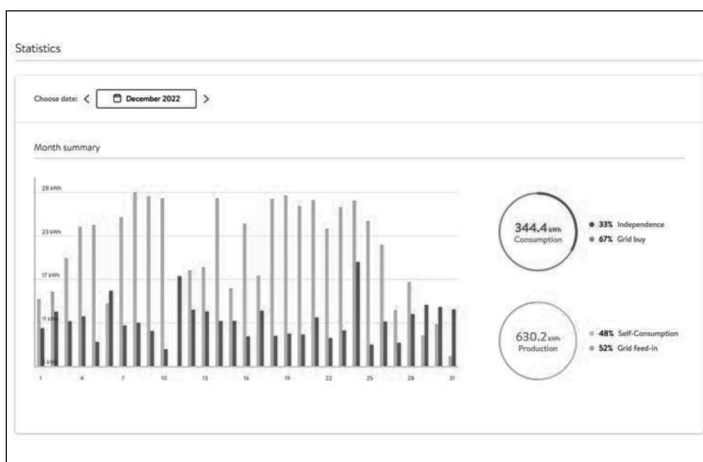 Statistics
Choose date: < December 2022 >
Month summary
28 kWh
23 kWh
17 kWh
11 kWh
kWh
1 4 7 10 13 16 19 22 25 28 31
344.4 kWh
Consumption
33% Independence
67% Grid buy
630.2 kWh
Production
48% Self-Consumption
52% Grid feed-in